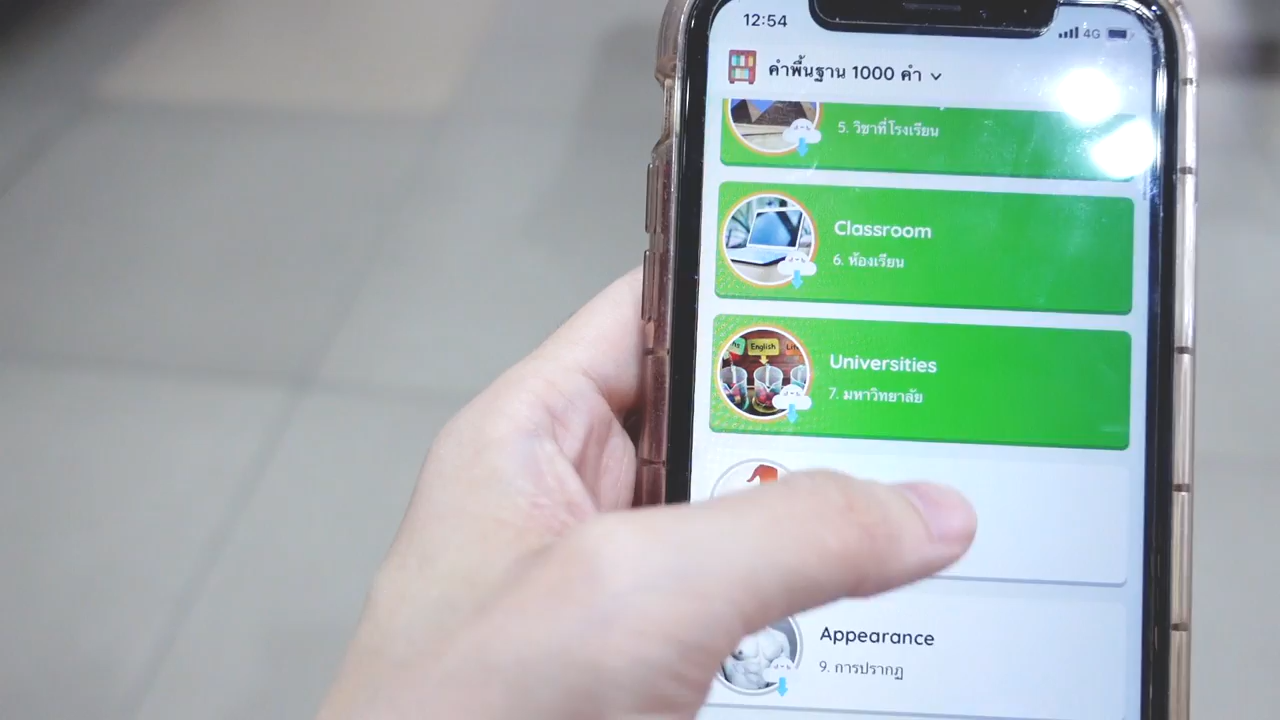 12:54
4G
คำพื้นฐาน 1000 คำ
5. วิชาที่โรงเรียน
Classroom
6. ห้องเรียน
English
Universities
7. มหาวิทยาลัย
Appearance
9. การปรากฏ